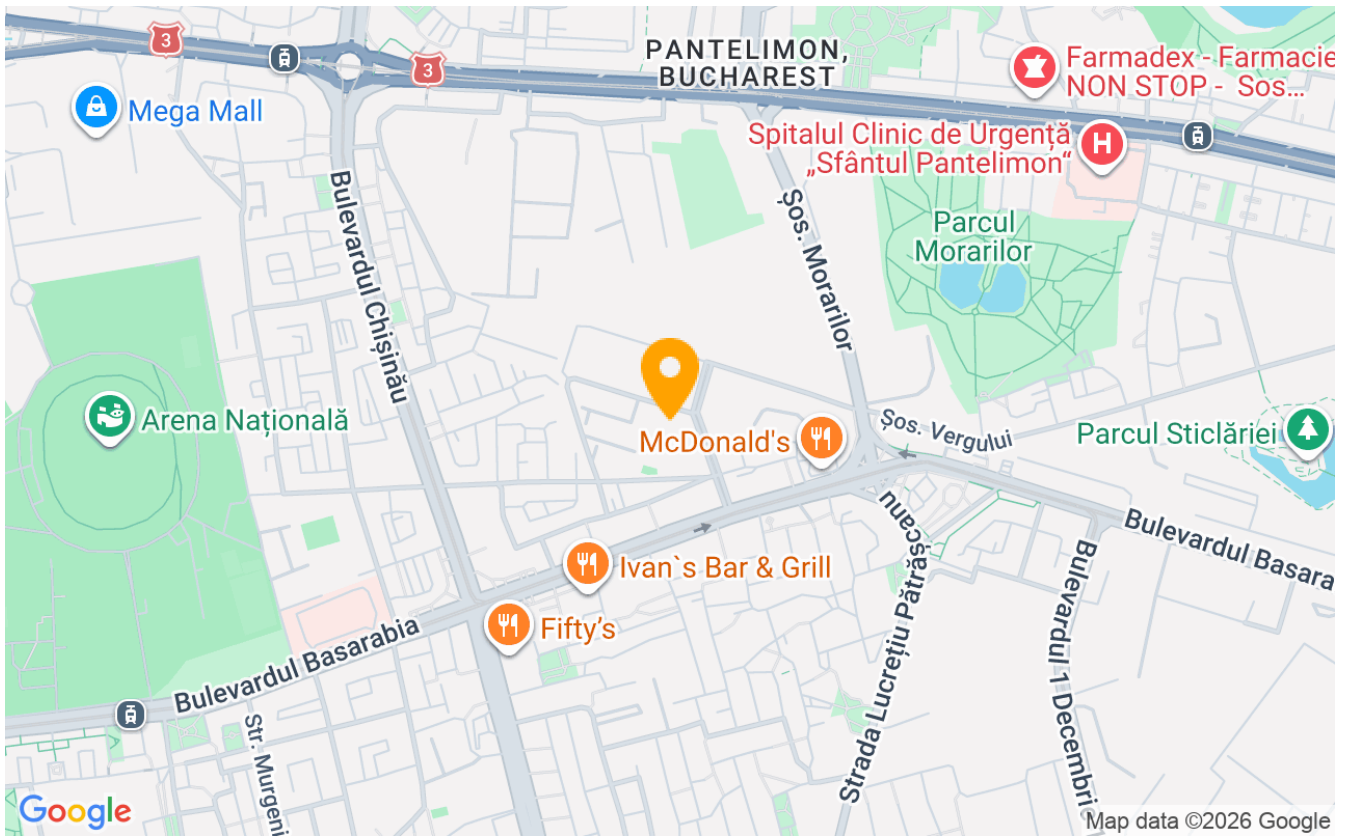 3
3
PANTELIMON,
BUCHAREST
Farmadex - Farmacie
NON STOP - Sos...
Mega Mall
Spitalul Clinic de Urgență
„Sfântul Pantelimon“
H
Bulevardul Chișinău
Șos. Morarilor
Parcul
Morarilor
Arena Națională
McDonald's
Șos. Vergului
Parcul Sticlăriei
Bulevardul Basara
Strada Lucrețiu Pătrășcanu
Bulevardul 1 Decembrie
Ivan`s Bar & Grill
Fifty’s
Bulevardul Basarabia
Str. Murgeni
Google
Map data ©2026 Google